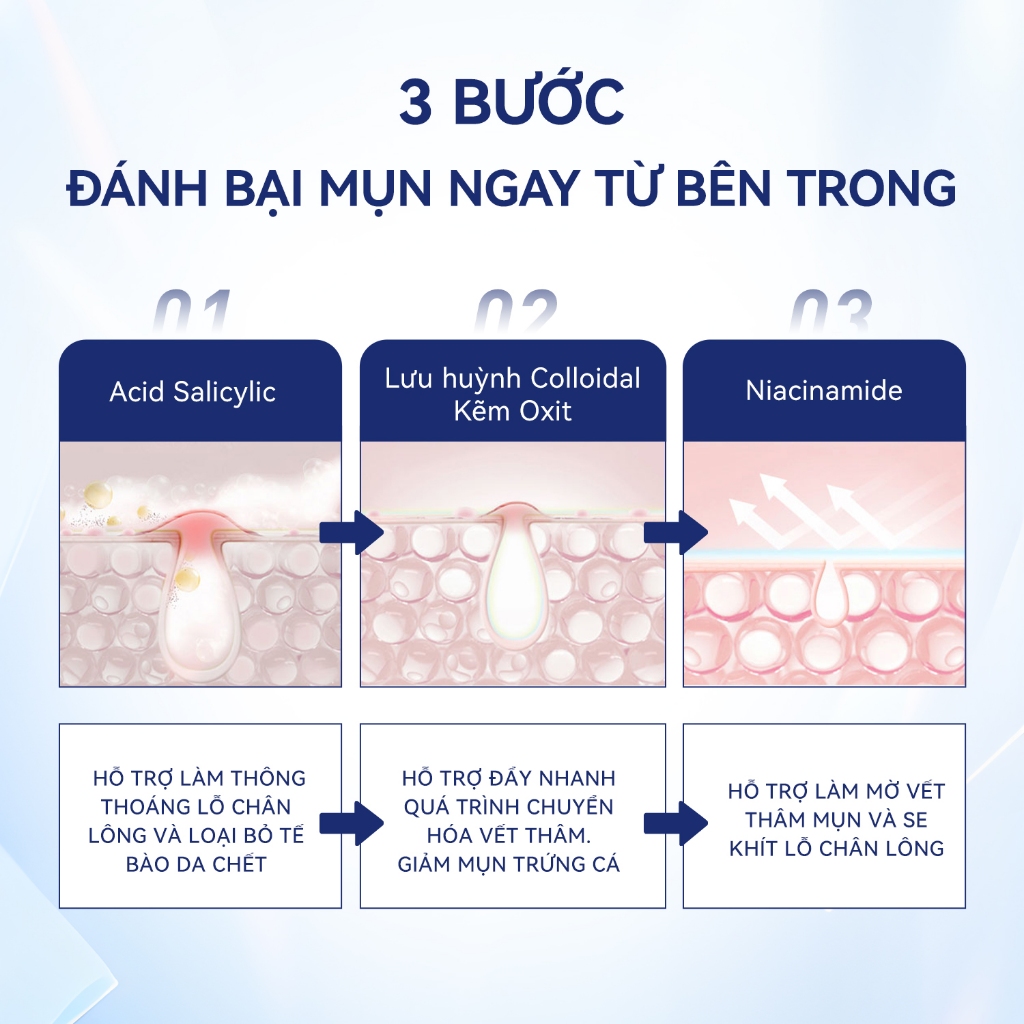 3 BƯỚC
ĐÁNH BẠI MỤN NGAY TỪ BÊN TRONG
01
Acid Salicylic
HỖ TRỢ LÀM THÔNG
THOÁNG LỖ CHÂN
LÔNG VÀ LOẠI BỎ TẾ
BÀO DA CHẾT
02
Lưu huỳnh Colloidal
Kẽm Oxit
HỖ TRỢ ĐẨY NHANH
QUÁ TRÌNH CHUYỂN
HÓA VẾT THÂM.
GIẢM MỤN TRỨNG CÁ
03
Niacinamide
HỖ TRỢ LÀM MỜ VẾT
THÂM MỤN VÀ SE
KHÍT LỖ CHÂN LÔNG